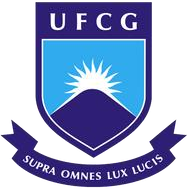 UFCG
SUPRA OMNES LUX LUCIS